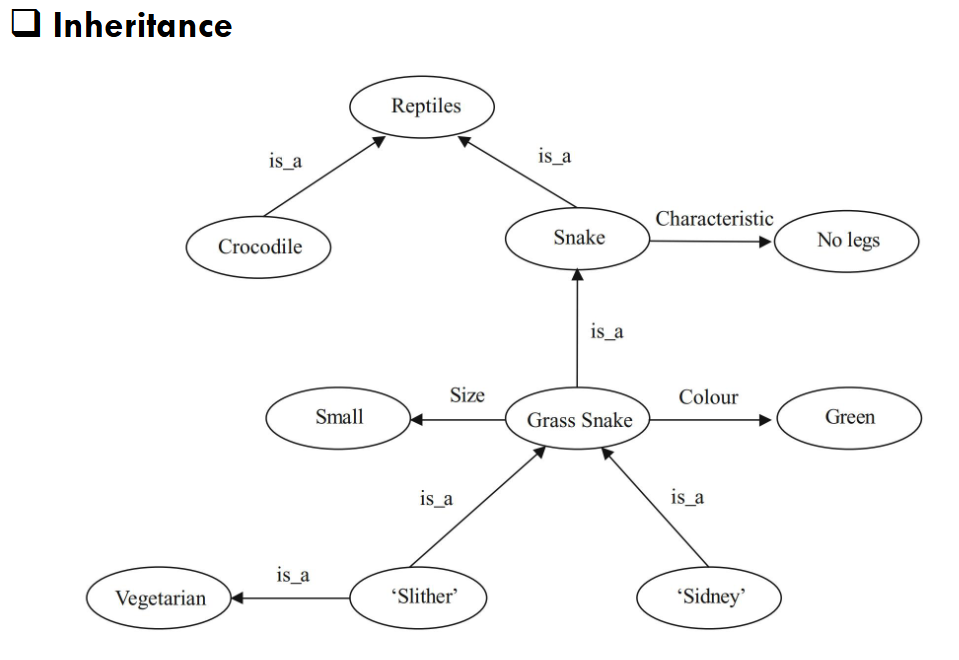 Inheritance
Reptiles
is_a
is_a
Crocodile
Snake
Characteristic
No legs
is_a
Small
Size
Grass Snake
Colour
Green
is_a
is_a
Vegetarian
is_a
‘Slither’
‘Sidney’